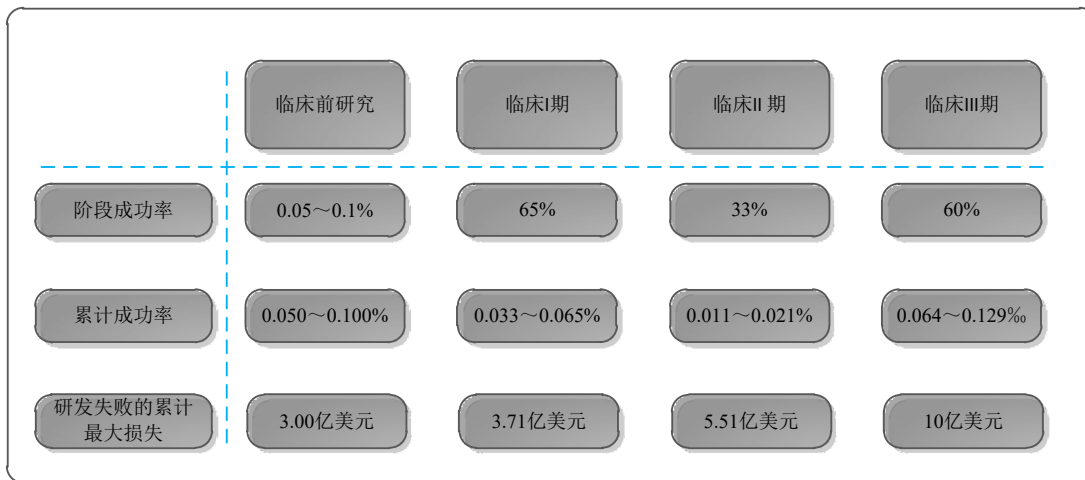 临床前研究 临床I期 临床II 期 临床III期
阶段成功率 0.05～0.1% 65% 33% 60%
累计成功率 0.050～0.100% 0.033～0.065% 0.011～0.021% 0.064～0.129‰
研发失败的累计
最大损失 3.00亿美元 3.71亿美元 5.51亿美元 10亿美元